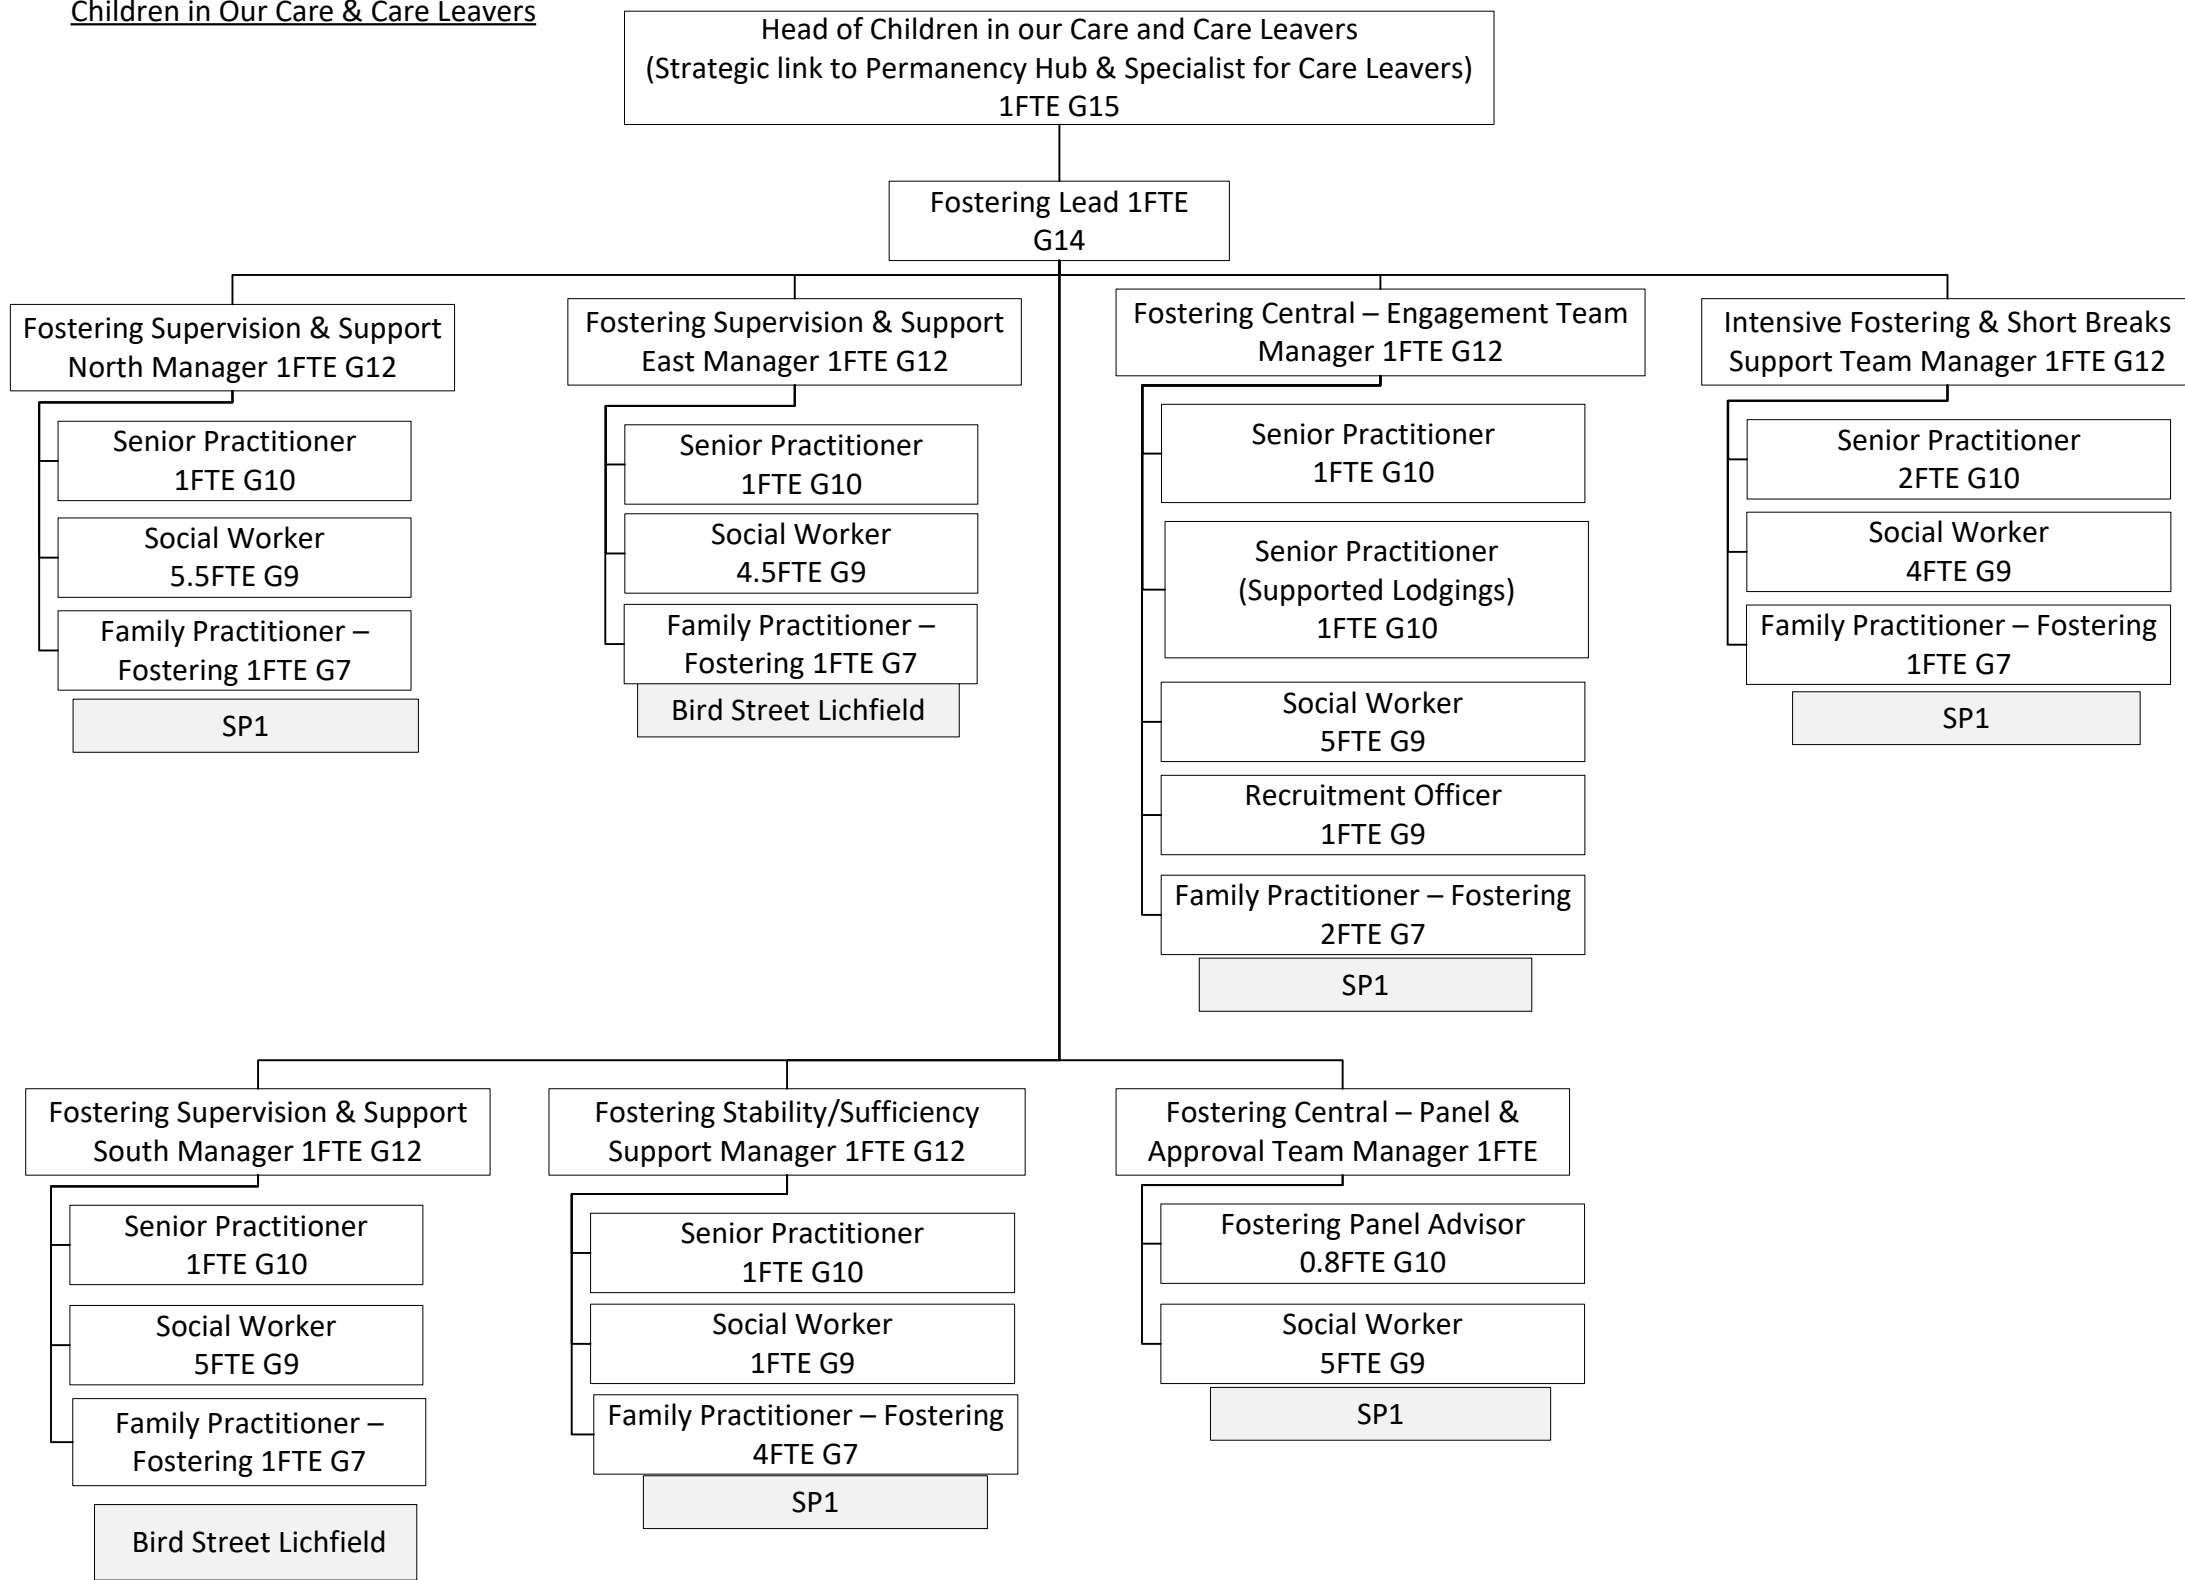 Children in Our Care & Care Leavers
Head of Children in our Care and Care Leavers
(Strategic link to Permanency Hub & Specialist for Care Leavers)
1FTE G15
Fostering Lead 1FTE
G14
Fostering Supervision & Support
North Manager 1FTE G12
Senior Practitioner
1FTE G10
Social Worker
5.5FTE G9
Family Practitioner –
Fostering 1FTE G7
SP1
Fostering Supervision & Support
East Manager 1FTE G12
Senior Practitioner
1FTE G10
Social Worker
4.5FTE G9
Family Practitioner –
Fostering 1FTE G7
Bird Street Lichfield
Fostering Central – Engagement Team
Manager 1FTE G12
Senior Practitioner
1FTE G10
Senior Practitioner
(Supported Lodgings)
1FTE G10
Social Worker
5FTE G9
Recruitment Officer
1FTE G9
Family Practitioner – Fostering
2FTE G7
SP1
Intensive Fostering & Short Breaks
Support Team Manager 1FTE G12
Senior Practitioner
2FTE G10
Social Worker
4FTE G9
Family Practitioner – Fostering
1FTE G7
SP1
Fostering Supervision & Support
South Manager 1FTE G12
Senior Practitioner
1FTE G10
Social Worker
5FTE G9
Family Practitioner –
Fostering 1FTE G7
Bird Street Lichfield
Fostering Stability/Sufficiency
Support Manager 1FTE G12
Senior Practitioner
1FTE G10
Social Worker
1FTE G9
Family Practitioner – Fostering
4FTE G7
SP1
Fostering Central – Panel &
Approval Team Manager 1FTE
Fostering Panel Advisor
0.8FTE G10
Social Worker
5FTE G9
SP1